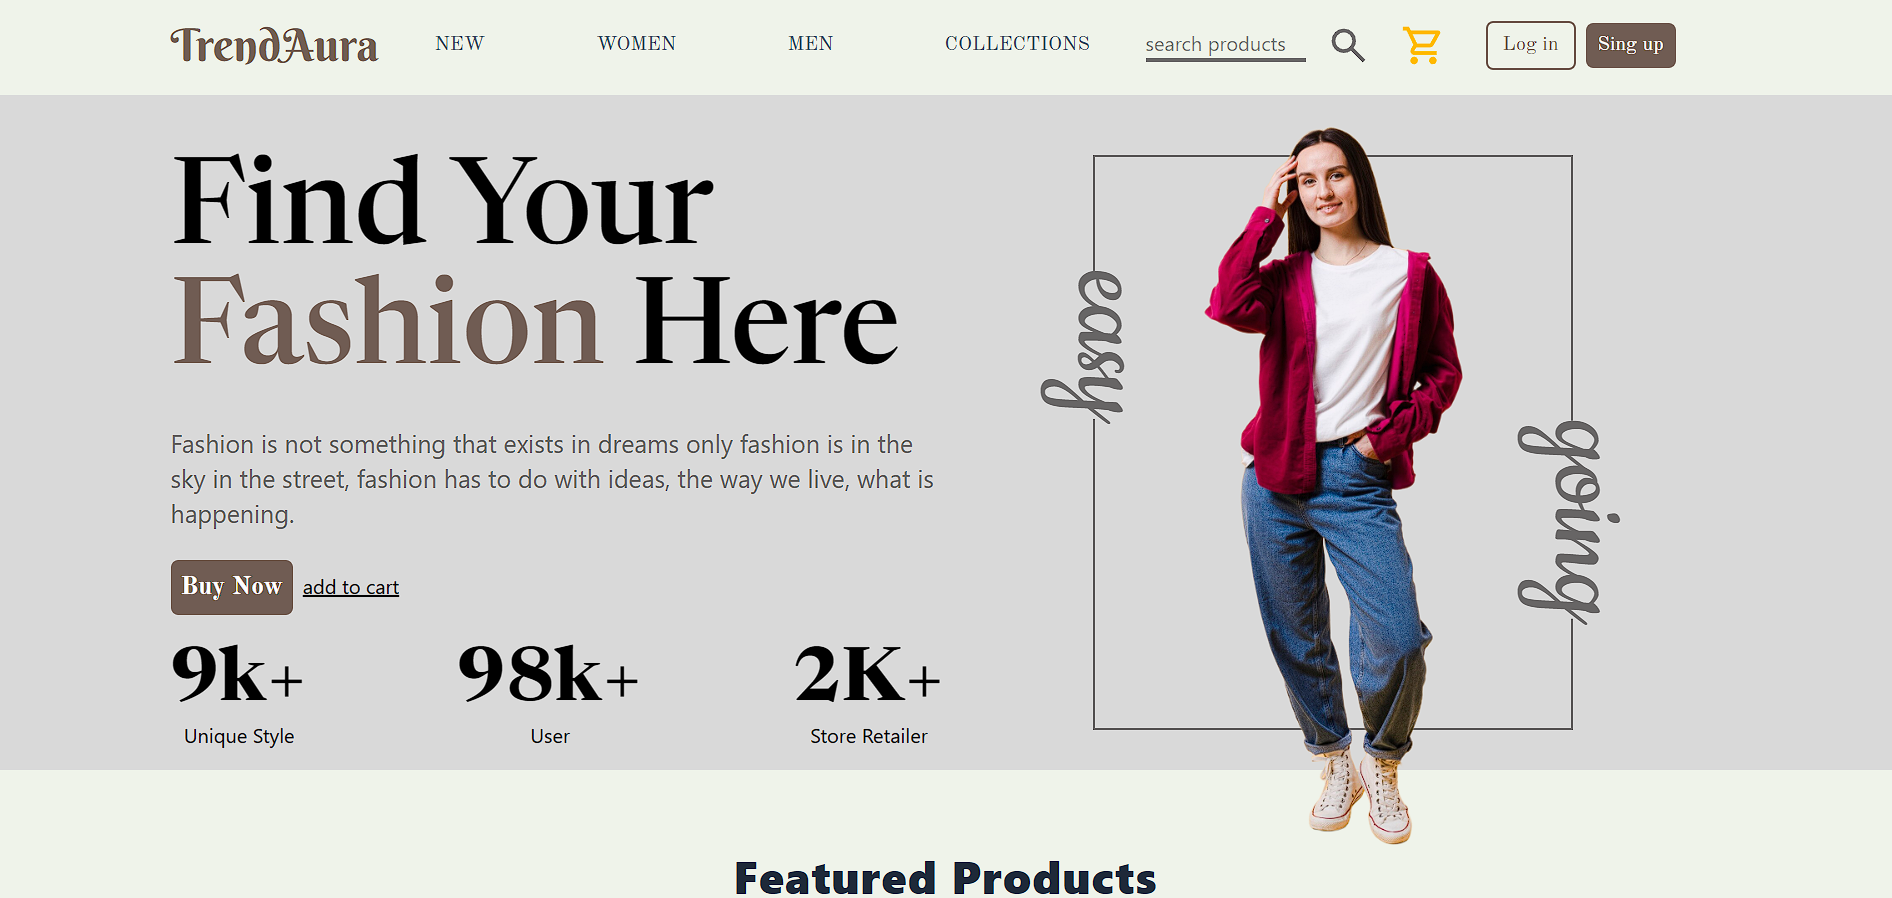 TrendAura
NEW
WOMEN
MEN
COLLECTIONS
search products
Log in
Sing up
Find Your
Fashion Here
Fashion is not something that exists in dreams only fashion is in the
sky in the street, fashion has to do with ideas, the way we live, what is
happening.
Buy Now
add to cart
9k+
Unique Style
98k+
User
2K+
Store Retailer
easy
going
Featured Products